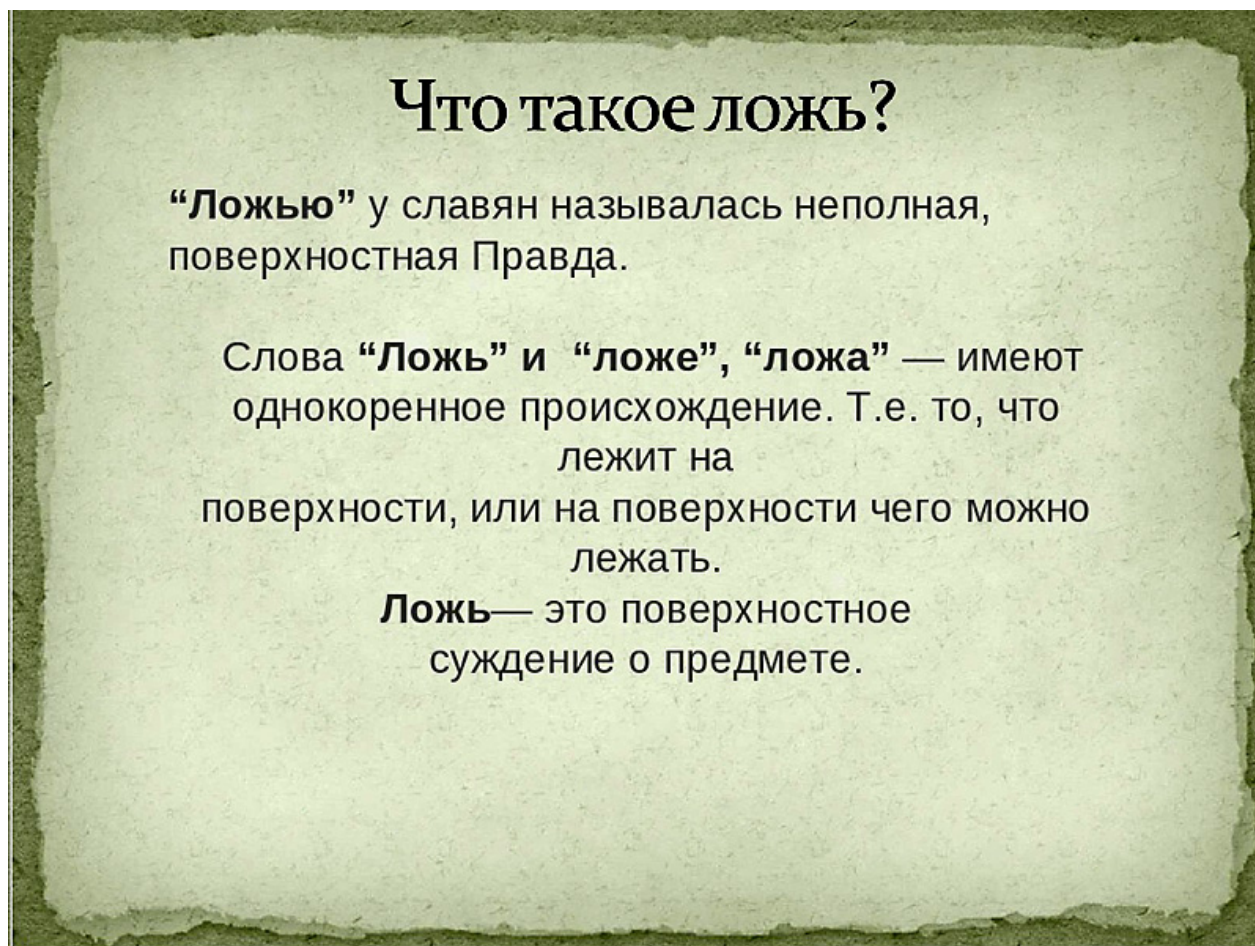 Что такое ложь?
“Ложью” у славян называлась неполная,
поверхностная Правда.
Слова “Ложь” и “ложе”, “ложа” — имеют
однокоренное происхождение. Т.е. то, что
лежит на
поверхности, или на поверхности чего можно
лежать.
Ложь— это поверхностное
суждение о предмете.